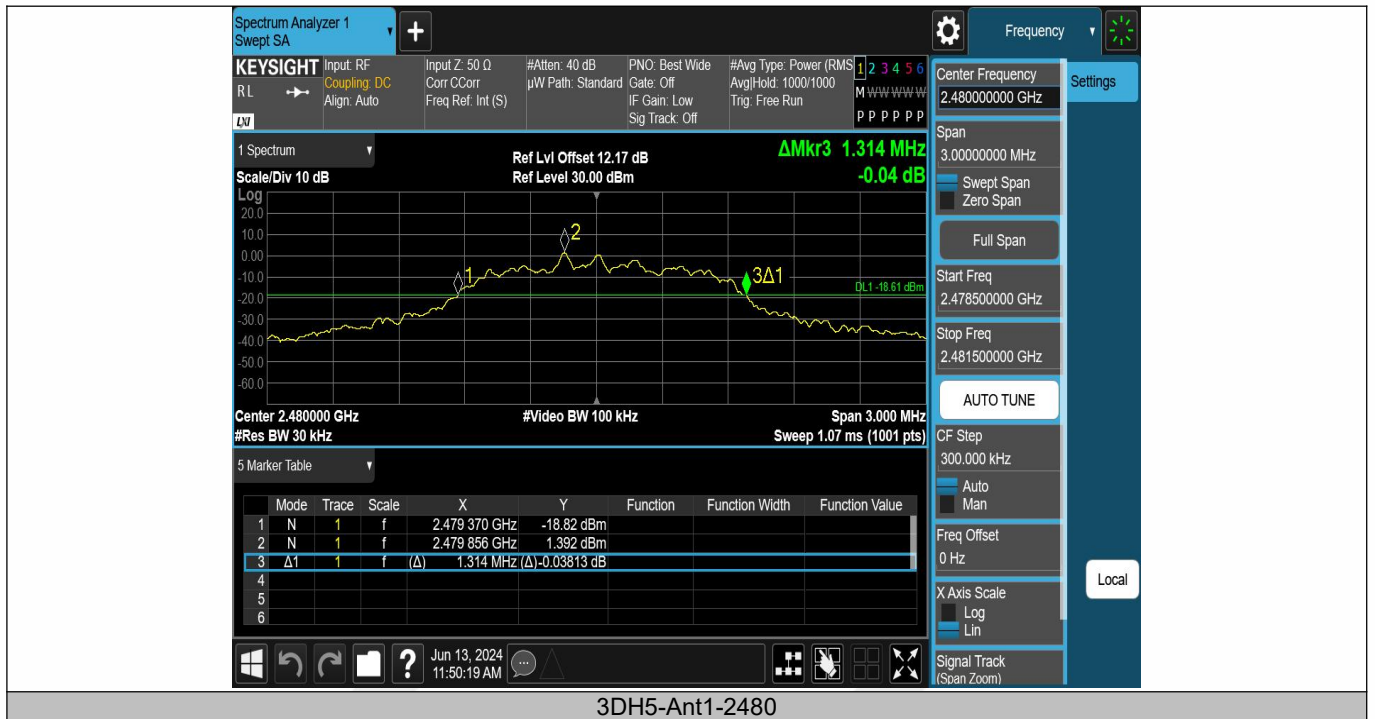 Spectrum Analyzer 1
Swept SA
+
Frequency
KEYSIGHT
RL
LXI
Input: RF
Coupling: DC
Align: Auto
Input Z: 50 Ω
Corr CCorr
Freq Ref: Int (S)
#Atten: 40 dB
µW Path: Standard
PNO: Best Wide
Gate: Off
IF Gain: Low
Sig Track: Off
#Avg Type: Power (RMS
Avg|Hold: 1000/1000
Trig: Free Run
1 2 3 4 5 6
M W W W W W
P P P P P P
1 Spectrum
Scale/Div 10 dB
Ref Lvl Offset 12.17 dB
Ref Level 30.00 dBm
ΔMkr3 1.314 MHz
-0.04 dB
Log
20.0
10.0
0.00
-10.0
-20.0
-30.0
-40.0
-50.0
-60.0
1
2
3Δ1
DL1 -18.61 dBm
Center 2.480000 GHz
#Video BW 100 kHz
Span 3.000 MHz
#Res BW 30 kHz
Sweep 1.07 ms (1001 pts)
5 Marker Table
Mode Trace Scale X Y Function Function Width Function Value
1 N 1 f 2.479 370 GHz -18.82 dBm
2 N 1 f 2.479 856 GHz 1.392 dBm
3 Δ1 1 f (Δ) 1.314 MHz (Δ) -0.03813 dB
4
5
6
?
Jun 13, 2024
11:50:19 AM
Center Frequency
2.480000000 GHz
Settings
Span
3.00000000 MHz
Swept Span
Zero Span
Full Span
Start Freq
2.478500000 GHz
Stop Freq
2.481500000 GHz
AUTO TUNE
CF Step
300.000 kHz
Auto
Man
Freq Offset
0 Hz
Local
X Axis Scale
Log
Lin
Signal Track
(Span Zoom)
3DH5-Ant1-2480